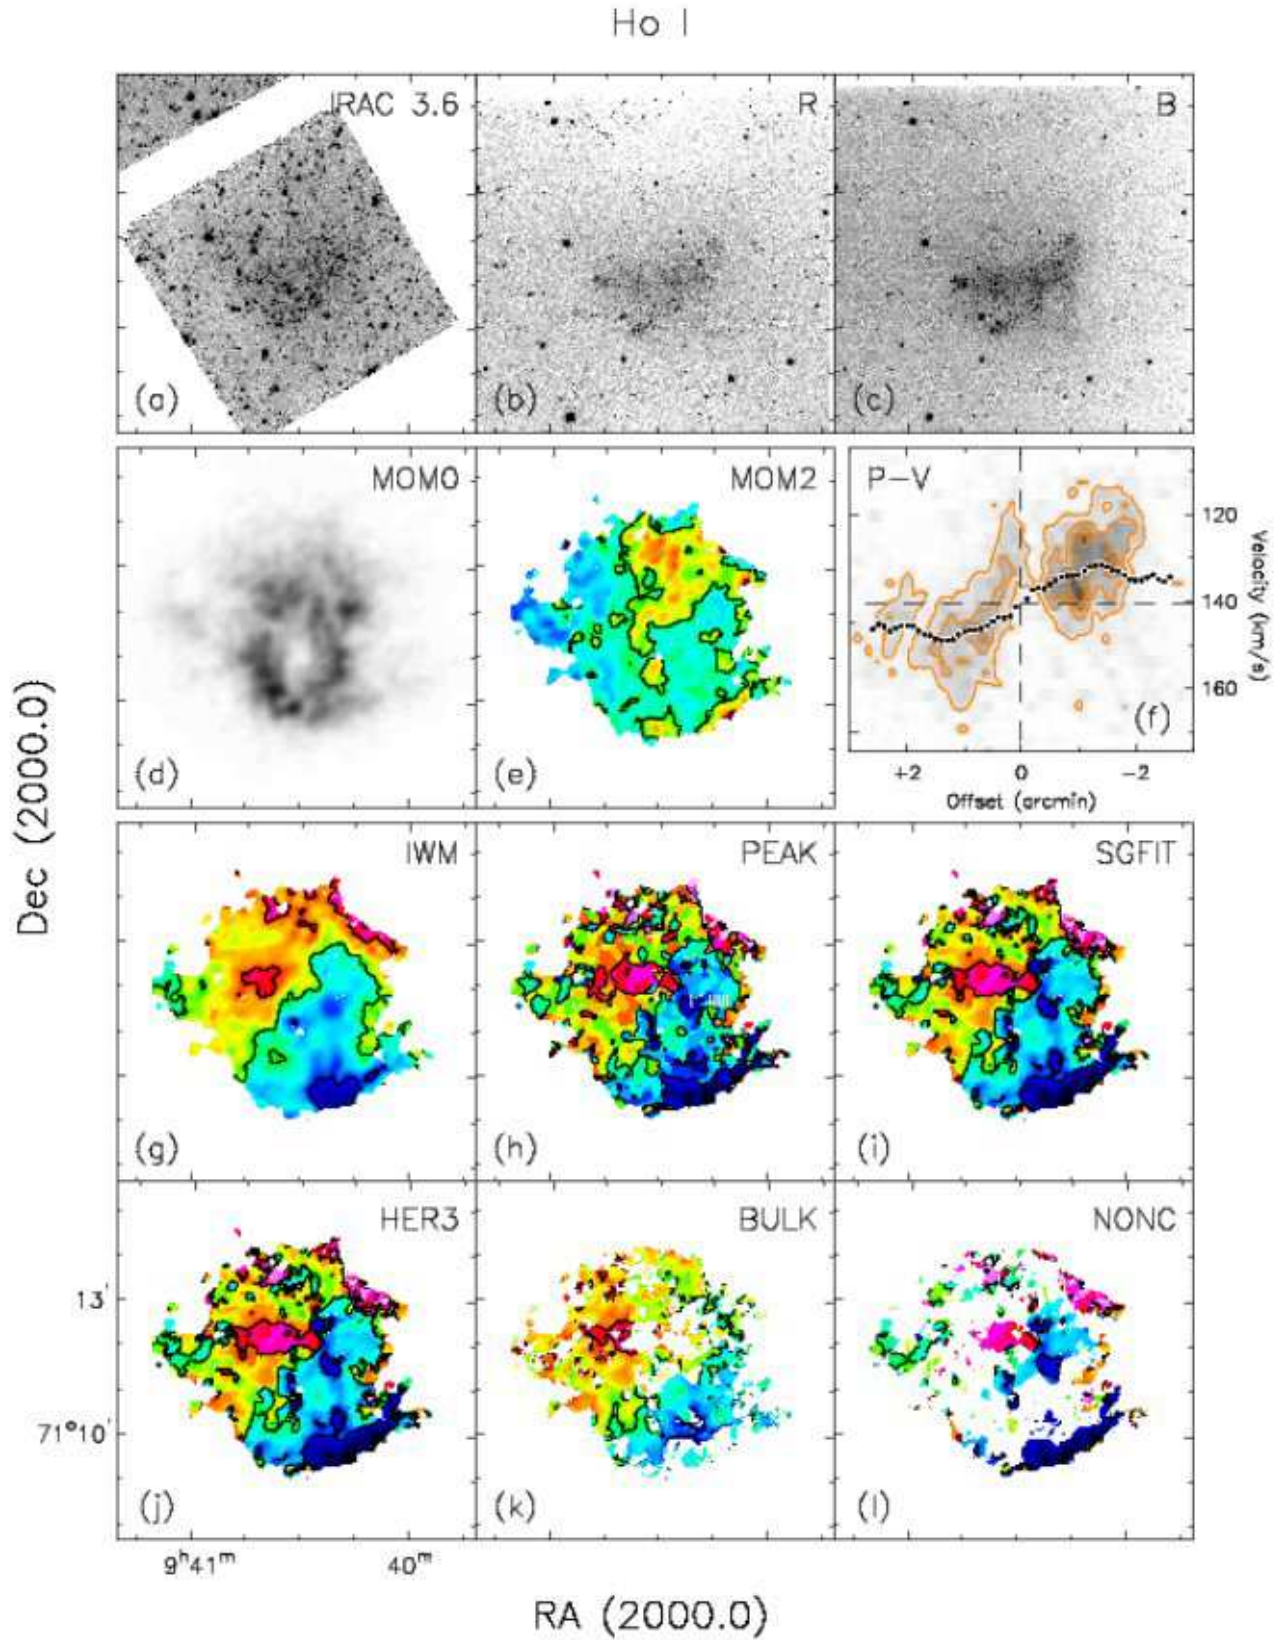 Ho I
IRAC 3.6
R
B
(a)
(b)
(c)
MOM0
MOM2
P-V
120
140
160
Velocity (km/s)
(d)
(e)
(f)
+2
0
-2
Offset (arcmin)
Dec (2000.0)
IWM
PEAK
SGFIT
(g)
(h)
(i)
HER3
BULK
NONC
13'
71°10'
(j)
(k)
(l)
9ʰ41ᵐ
40ᵐ
RA (2000.0)